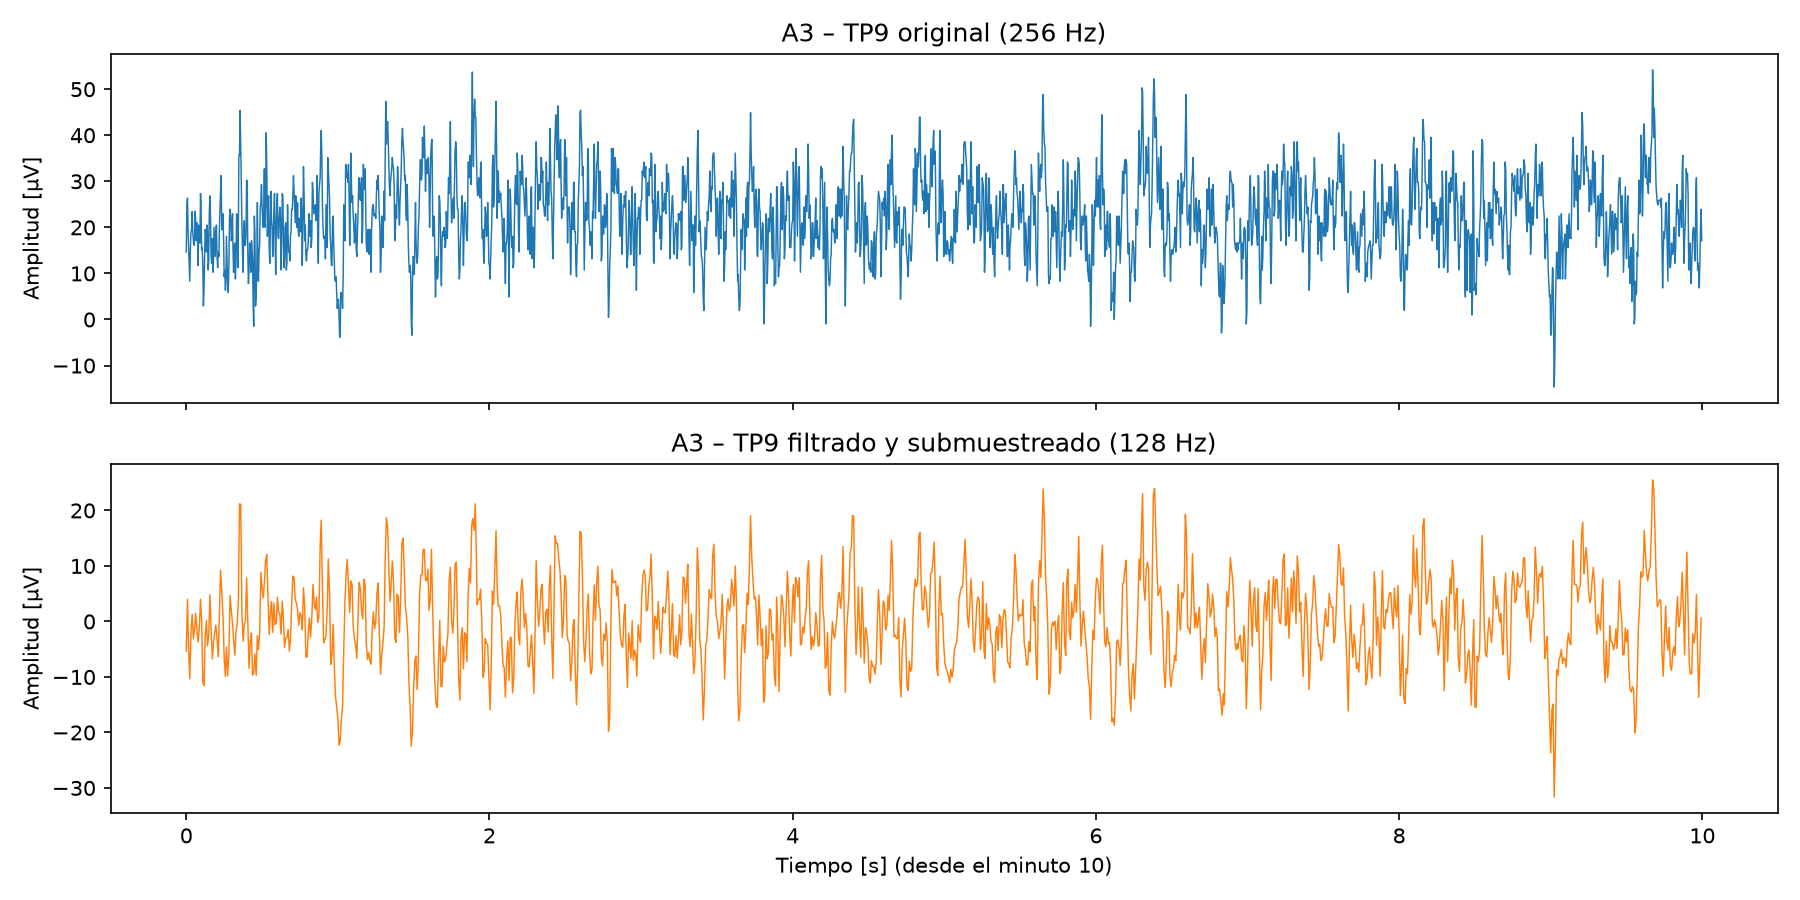 A3 – TP9 original (256 Hz)
Amplitud [µV]
50
40
30
20
10
0
−10
A3 – TP9 filtrado y submuestreado (128 Hz)
Amplitud [µV]
20
10
0
−10
−20
−30
0 2 4 6 8 10
Tiempo [s] (desde el minuto 10)